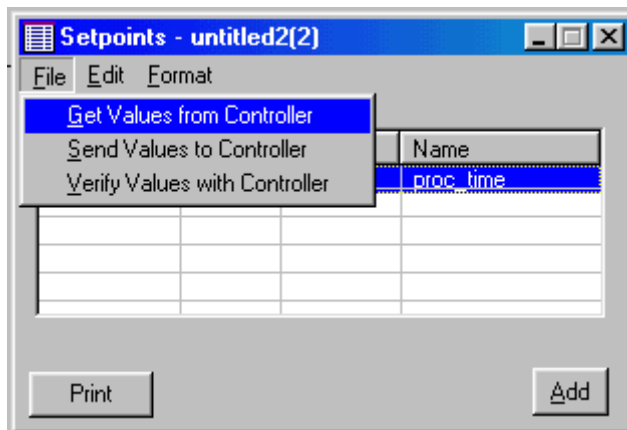 Setpoints - untitled2(2)
File Edit Format
Get Values from Controller
Send Values to Controller
Name
Verify Values with Controller
proc_time
Print
Add